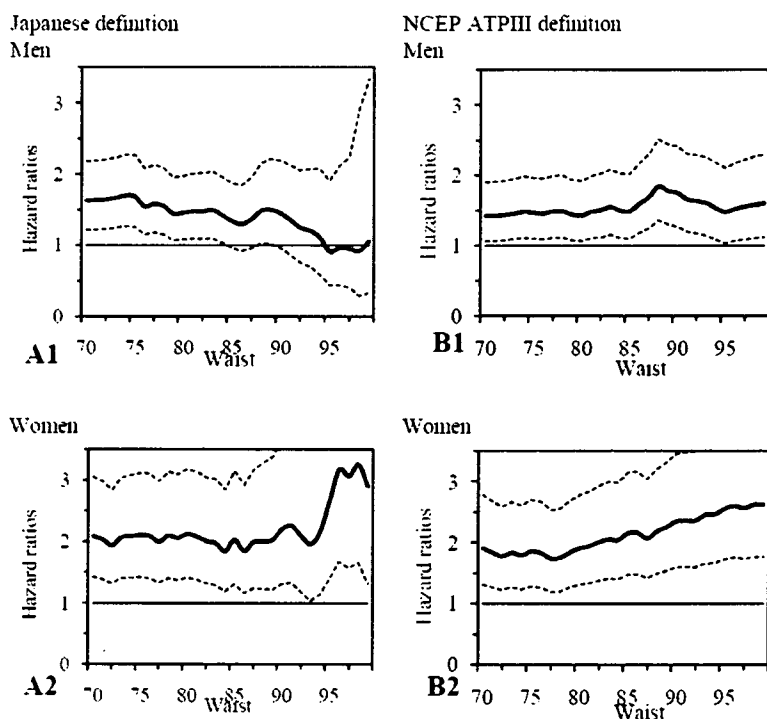 Japanese definition
Men
Hazard ratios
3
2
1
0
70 75 80 85 90 95
Waist
A1
NCEP ATPIII definition
Men
Hazard ratios
3
2
1
0
70 75 80 85 90 95
Waist
B1
Women
Hazard ratios
3
2
1
0
70 75 80 85 90 95
Waist
A2
Women
Hazard ratios
3
2
1
0
70 75 80 85 90 95
Waist
B2